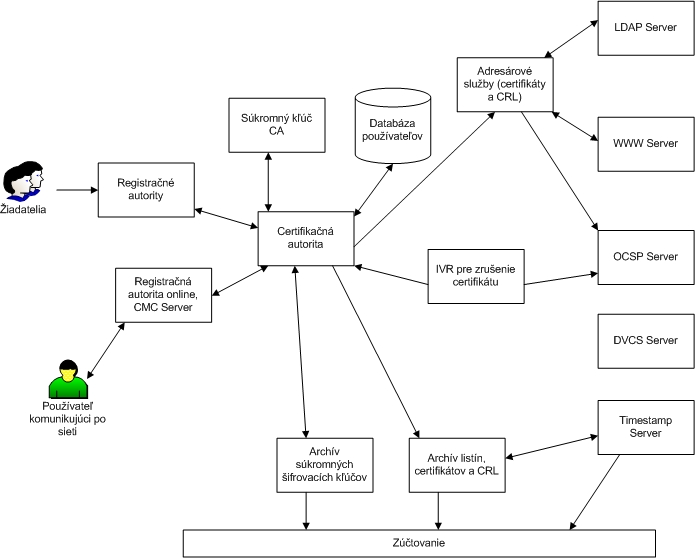 LDAP Server
Adresárové
služby (certifikáty
a CRL)
Súkromný kľúč
CA
Databáza
používateľov
WWW Server
Registračné
autority
Žiadatelia
Certifikačná
autorita
OCSP Server
IVR pre zrušenie
certifikátu
Registračná
autorita online,
CMC Server
DVCS Server
Používateľ
komunikujúci po
sieti
Timestamp
Server
Archív
súkromných
šifrovacích kľúčov
Archív listín,
certifikátov a CRL
Zúčtovanie